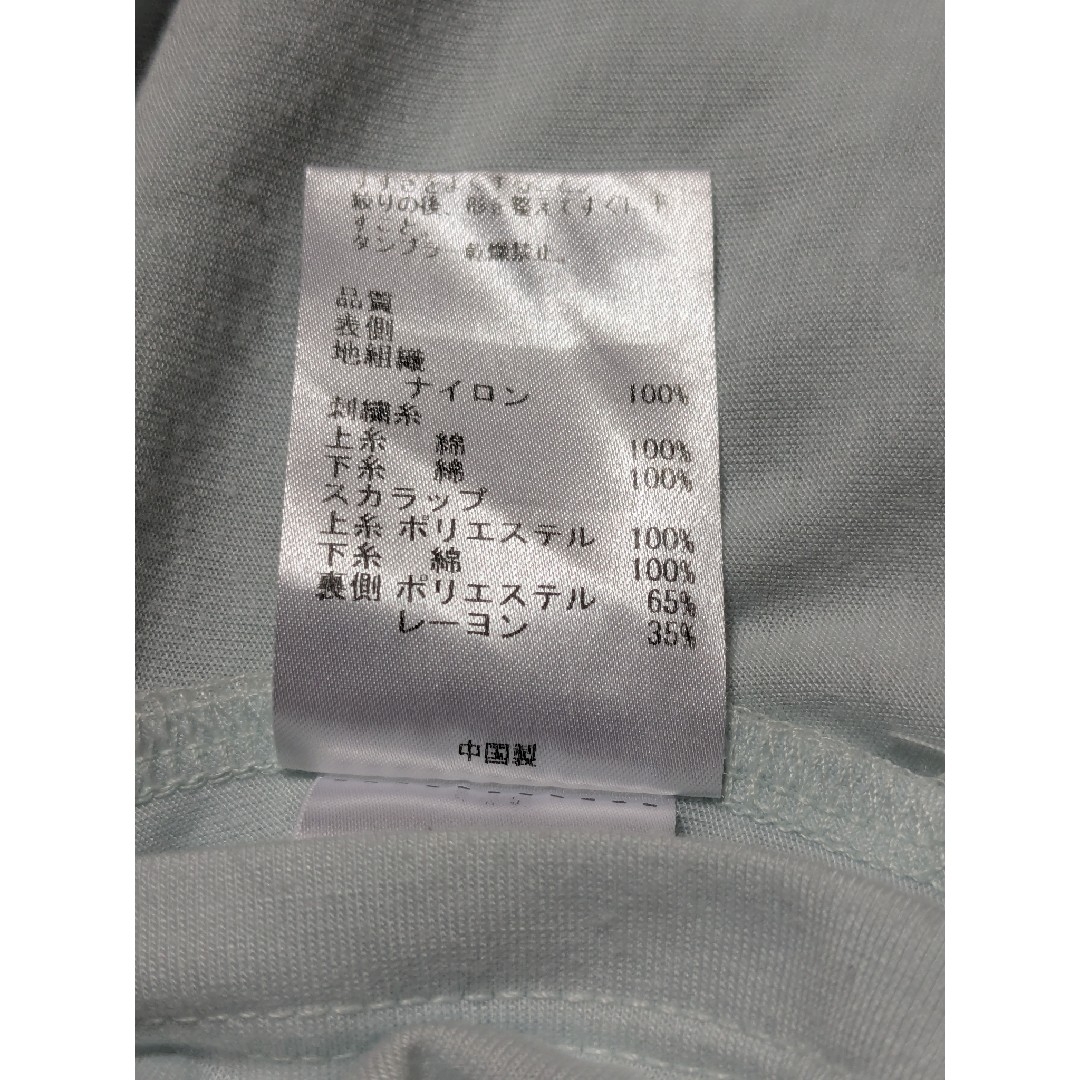 絞りの後、形を整えてすぐに干
すこと。
タンブラー乾燥禁止。
品質
表側
地組織
ナイロン 100%
刺繍糸
上糸 綿 100%
下糸 綿 100%
スカラップ
上糸 ポリエステル 100%
下糸 綿 100%
裏側 ポリエステル 65%
レーヨン 35%
中国製